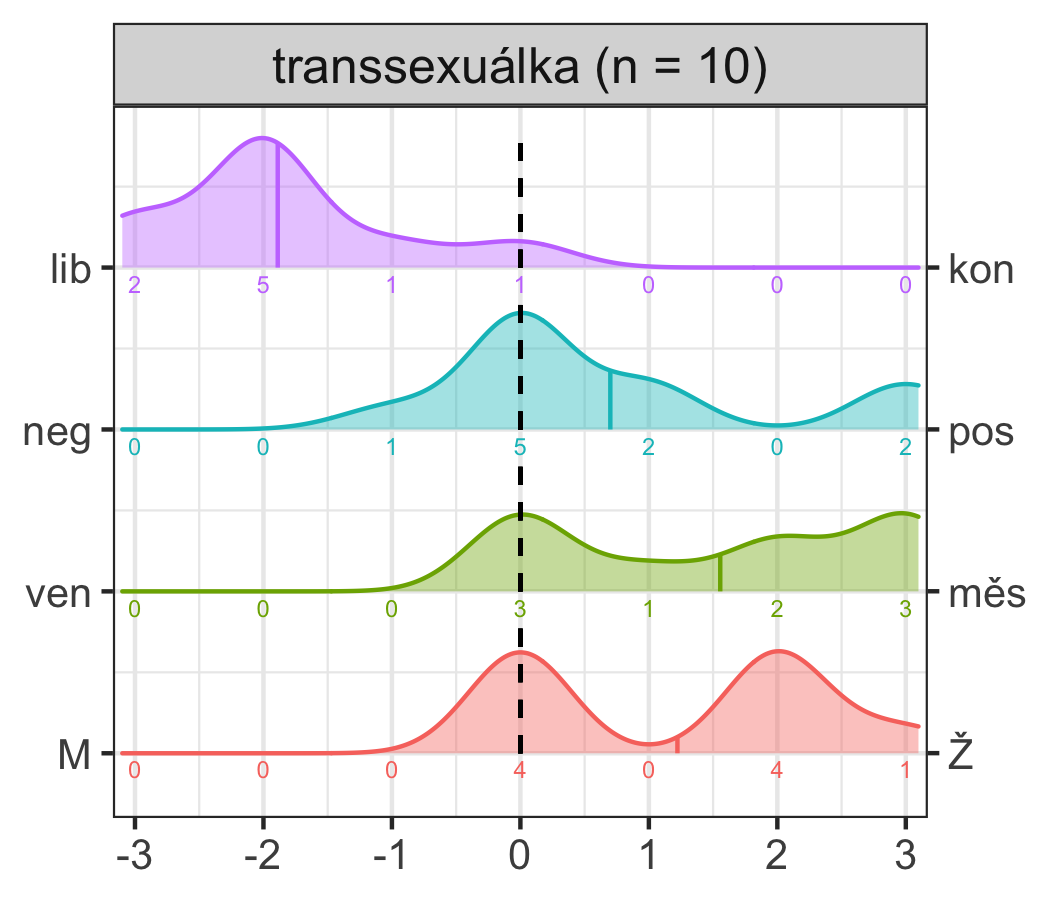 transsexuálka (n = 10)
lib kon
2 5 1 1 0 0 0
neg pos
0 0 1 5 2 0 2
ven měs
0 0 0 3 1 2 3
M Ž
0 0 0 4 0 4 1
-3 -2 -1 0 1 2 3